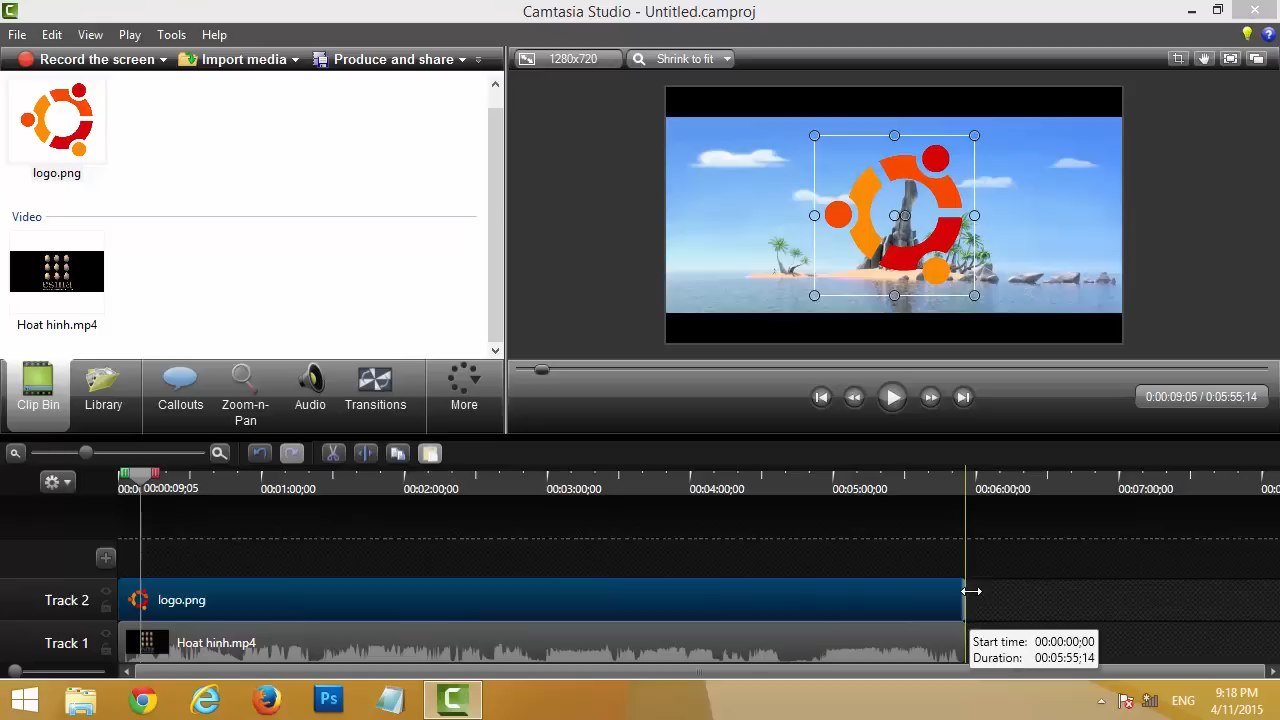 Camtasia Studio - Untitled.camproj
File Edit View Play Tools Help
Record the screen Import media Produce and share
1280x720 Shrink to fit
logo.png
Video
esma
Hoat hinh.mp4
Clip Bin Library Callouts Zoom-n-Pan Audio Transitions More
0:00:09;05 / 0:05:55;14
00:0 00:00:09;05 00:01:00;00 00:02:00;00 00:03:00;00 00:04:00;00 00:05:00;00 00:06:00;00 00:07:00;00 00:0
Track 2 logo.png
Track 1 Hoat hinh.mp4
Start time: 00:00:00;00
Duration: 00:05:55;14
Ps
ENG
9:18 PM
4/11/2015